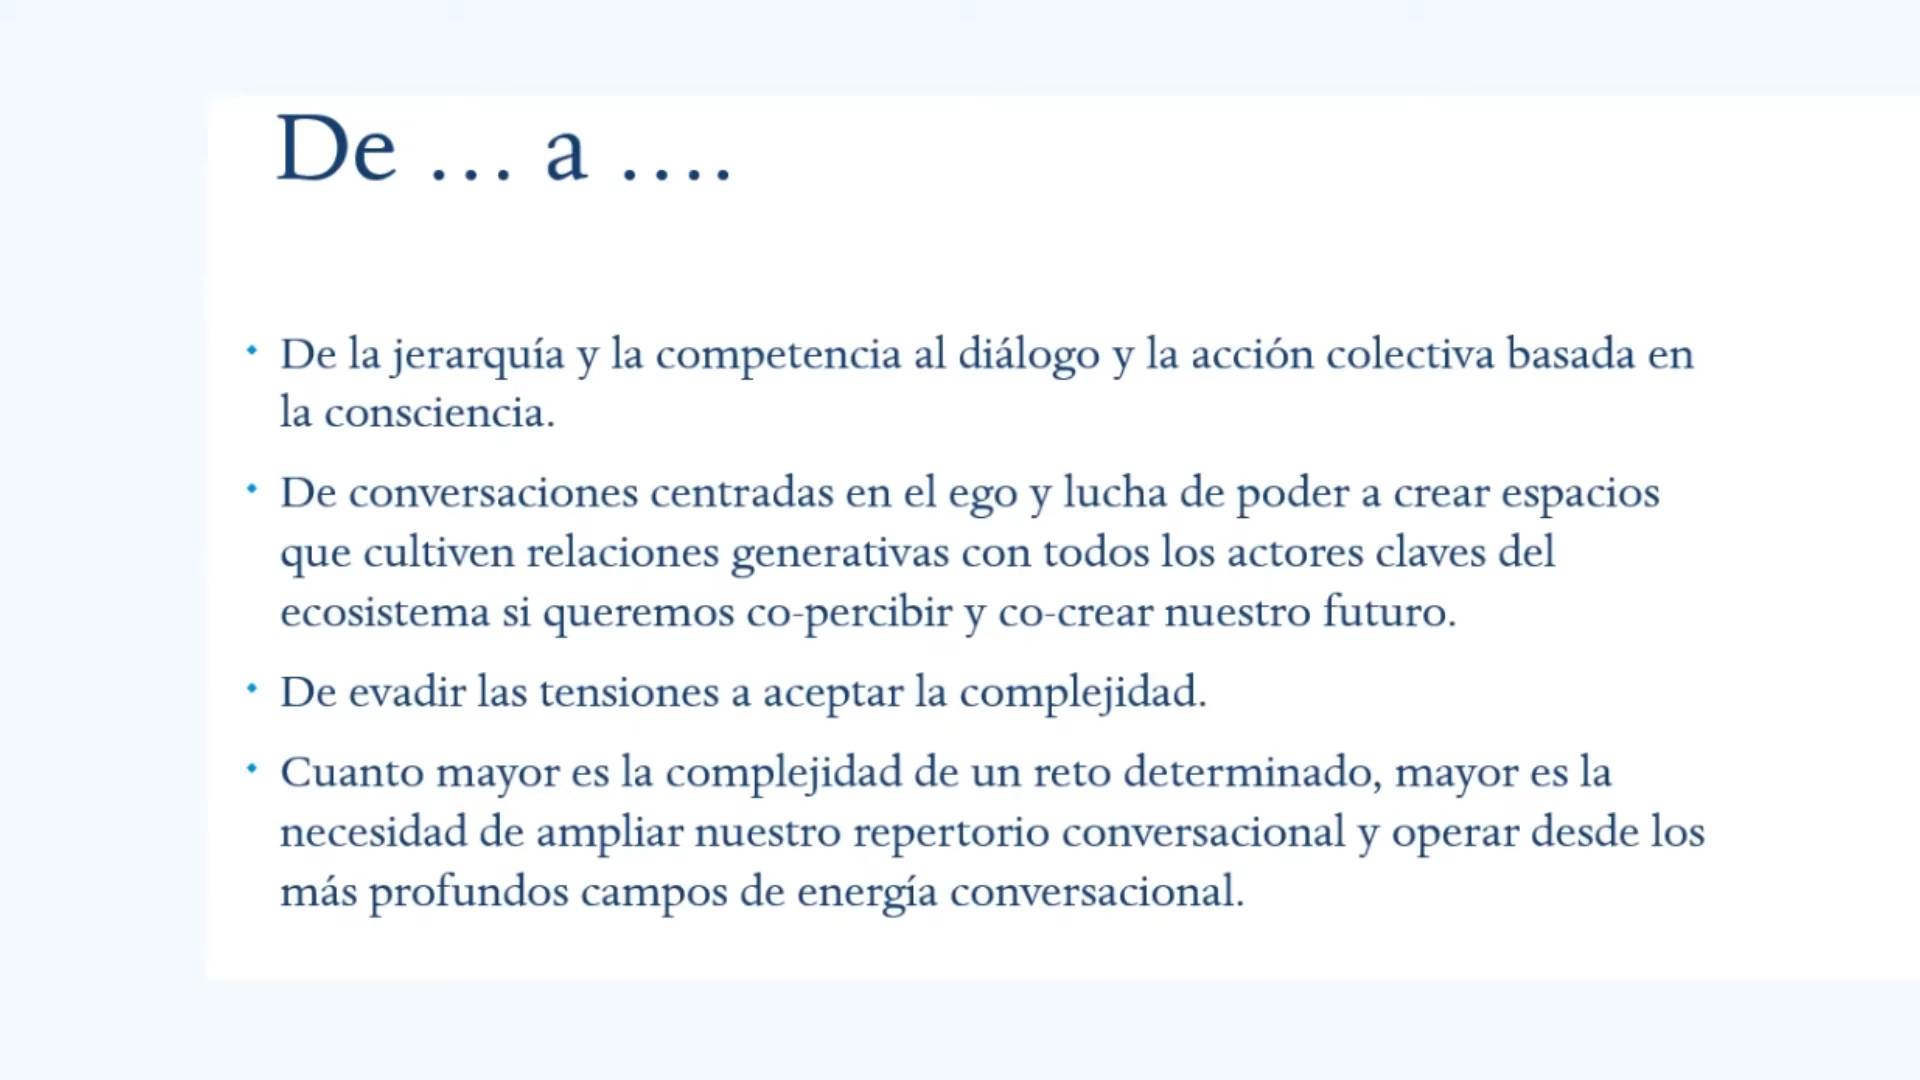 De … a ….
• De la jerarquía y la competencia al diálogo y la acción colectiva basada en
la consciencia.
• De conversaciones centradas en el ego y lucha de poder a crear espacios
que cultiven relaciones generativas con todos los actores claves del
ecosistema si queremos co-percibir y co-crear nuestro futuro.
• De evadir las tensiones a aceptar la complejidad.
• Cuanto mayor es la complejidad de un reto determinado, mayor es la
necesidad de ampliar nuestro repertorio conversacional y operar desde los
más profundos campos de energía conversacional.